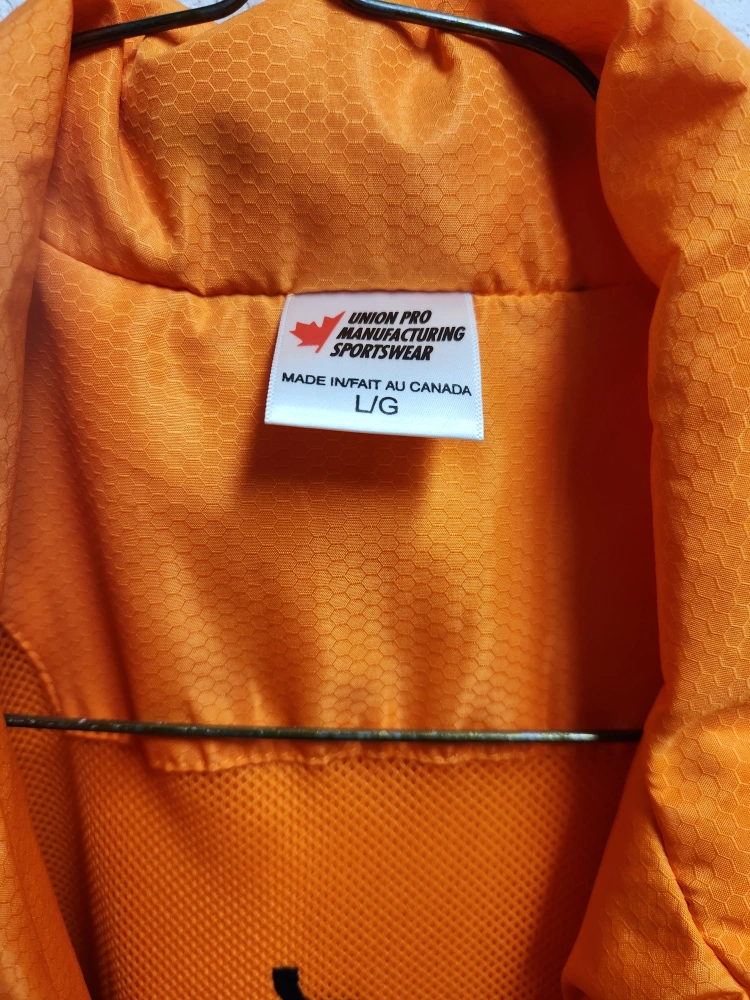 UNION PRO
MANUFACTURING
SPORTSWEAR
MADE IN/FAIT AU CANADA
L/G